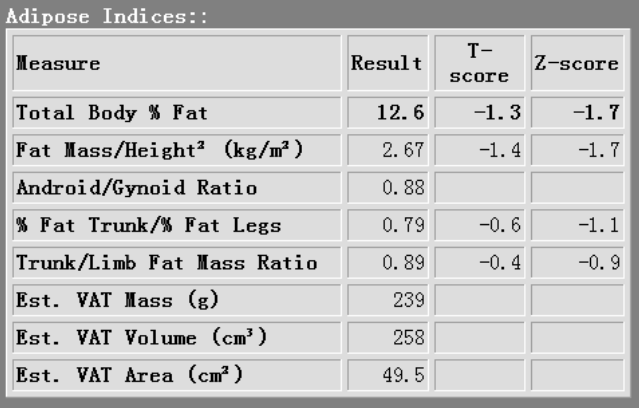 Adipose Indices::
Measure Result T-score Z-score
Total Body % Fat 12.6 -1.3 -1.7
Fat Mass/Height² (kg/m²) 2.67 -1.4 -1.7
Android/Gynoid Ratio 0.88
% Fat Trunk/% Fat Legs 0.79 -0.6 -1.1
Trunk/Limb Fat Mass Ratio 0.89 -0.4 -0.9
Est. VAT Mass (g) 239
Est. VAT Volume (cm³) 258
Est. VAT Area (cm²) 49.5